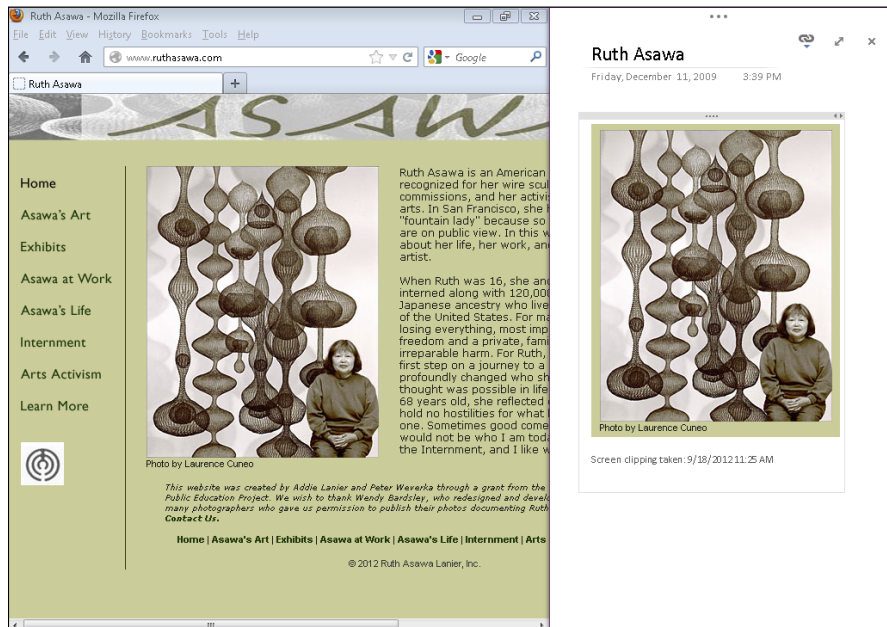 Ruth Asawa - Mozilla Firefox
File Edit View History Bookmarks Tools Help
www.ruthasawa.com
Google
Ruth Asawa
ASAW
Home
Asawa's Art
Exhibits
Asawa at Work
Asawa's Life
Internment
Arts Activism
Learn More
Ruth Asawa is an American
recognized for her wire scul
commissions, and her activis
arts. In San Francisco, she h
"fountain lady" because so
are on public view. In this w
about her life, her work, an
artist.
When Ruth was 16, she and
interned along with 120,000
Japanese ancestry who live
of the United States. For ma
losing everything, most imp
freedom and a private, fami
irreparable harm. For Ruth,
first step on a journey to a
profoundly changed who sh
thought was possible in life
68 years old, she reflected
hold no hostilities for what
one. Sometimes good come
would not be who I am toda
the Internment, and I like w
Photo by Laurence Cuneo
This website was created by Addie Lanier and Peter Weverka through a grant from the
Public Education Project. We wish to thank Wendy Bardsley, who redesigned and develo
many photographers who gave us permission to publish their photos documenting Ruth
Contact Us.
Home | Asawa's Art | Exhibits | Asawa at Work | Asawa's Life | Internment | Arts
© 2012 Ruth Asawa Lanier, Inc.
Ruth Asawa
Friday, December 11, 2009 3:39 PM
Photo by Laurence Cuneo
Screen clipping taken: 9/18/2012 11:25 AM